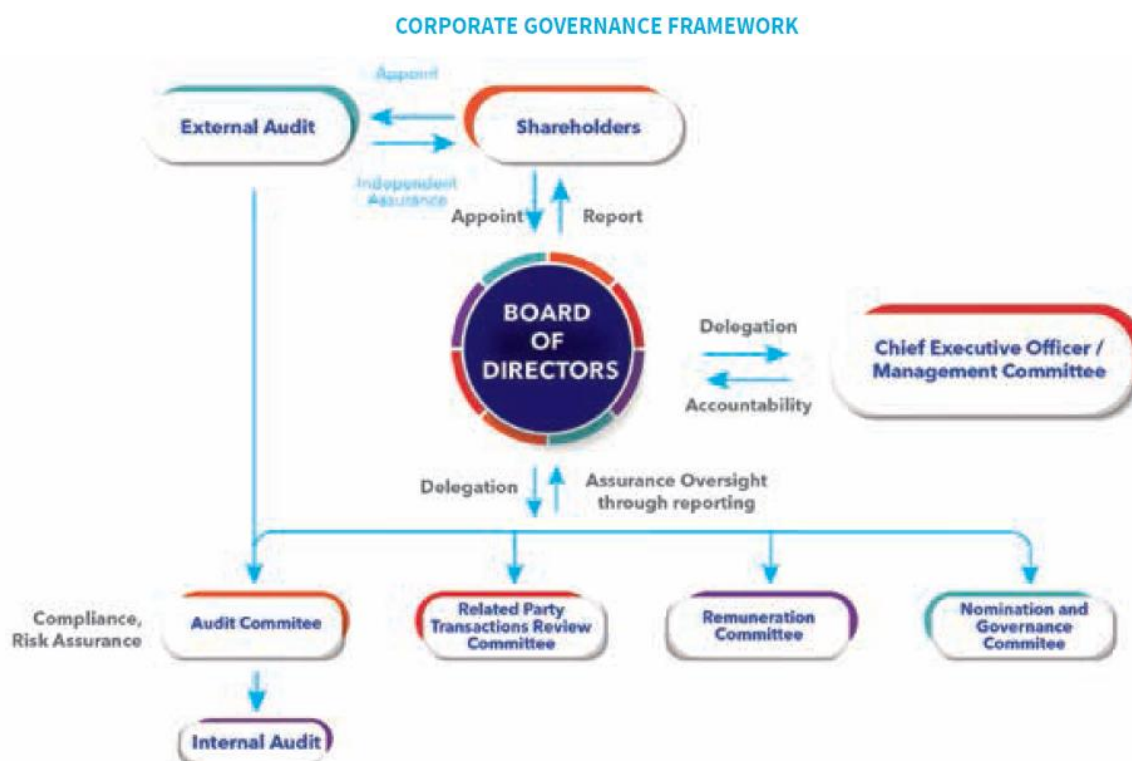 CORPORATE GOVERNANCE FRAMEWORK
Appoint
External Audit
Shareholders
Independent
Assurance
Appoint
Report
BOARD
OF
DIRECTORS
Delegation
Accountability
Chief Executive Officer /
Management Committee
Delegation
Assurance Oversight
through reporting
Compliance,
Risk Assurance
Audit Commitee
Related Party
Transactions Review
Committee
Remuneration
Committee
Nomination and
Governance
Commitee
Internal Audit